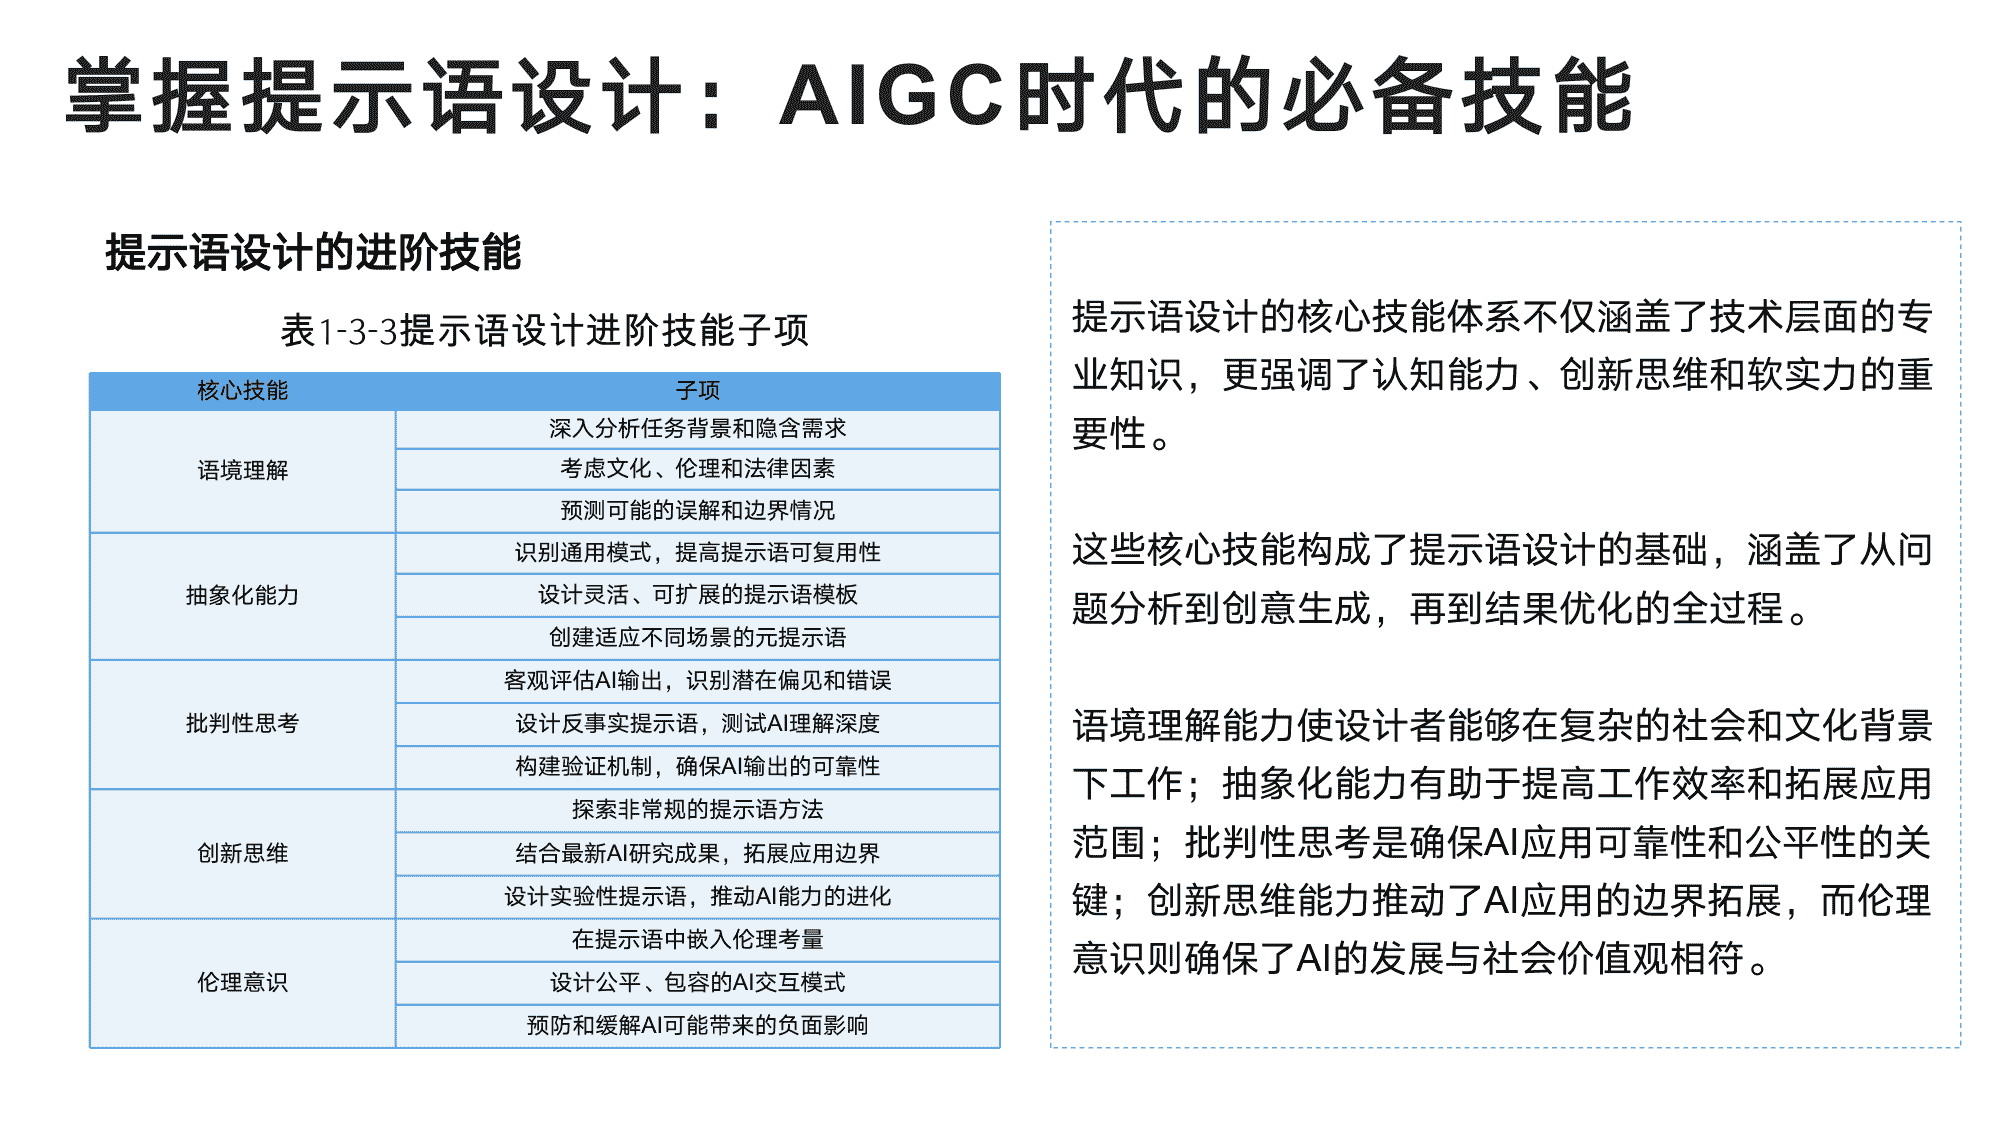 掌握提示语设计：AIGC时代的必备技能
提示语设计的进阶技能
表1-3-3提示语设计进阶技能子项
核心技能 子项
语境理解
深入分析任务背景和隐含需求
考虑文化、伦理和法律因素
预测可能的误解和边界情况
抽象化能力
识别通用模式，提高提示语可复用性
设计灵活、可扩展的提示语模板
创建适应不同场景的元提示语
批判性思考
客观评估AI输出，识别潜在偏见和错误
设计反事实提示语，测试AI理解深度
构建验证机制，确保AI输出的可靠性
创新思维
探索非常规的提示语方法
结合最新AI研究成果，拓展应用边界
设计实验性提示语，推动AI能力的进化
伦理意识
在提示语中嵌入伦理考量
设计公平、包容的AI交互模式
预防和缓解AI可能带来的负面影响
提示语设计的核心技能体系不仅涵盖了技术层面的专
业知识，更强调了认知能力、创新思维和软实力的重
要性。
这些核心技能构成了提示语设计的基础，涵盖了从问
题分析到创意生成，再到结果优化的全过程。
语境理解能力使设计者能够在复杂的社会和文化背景
下工作；抽象化能力有助于提高工作效率和拓展应用
范围；批判性思考是确保AI应用可靠性和公平性的关
键；创新思维能力推动了AI应用的边界拓展，而伦理
意识则确保了AI的发展与社会价值观相符。